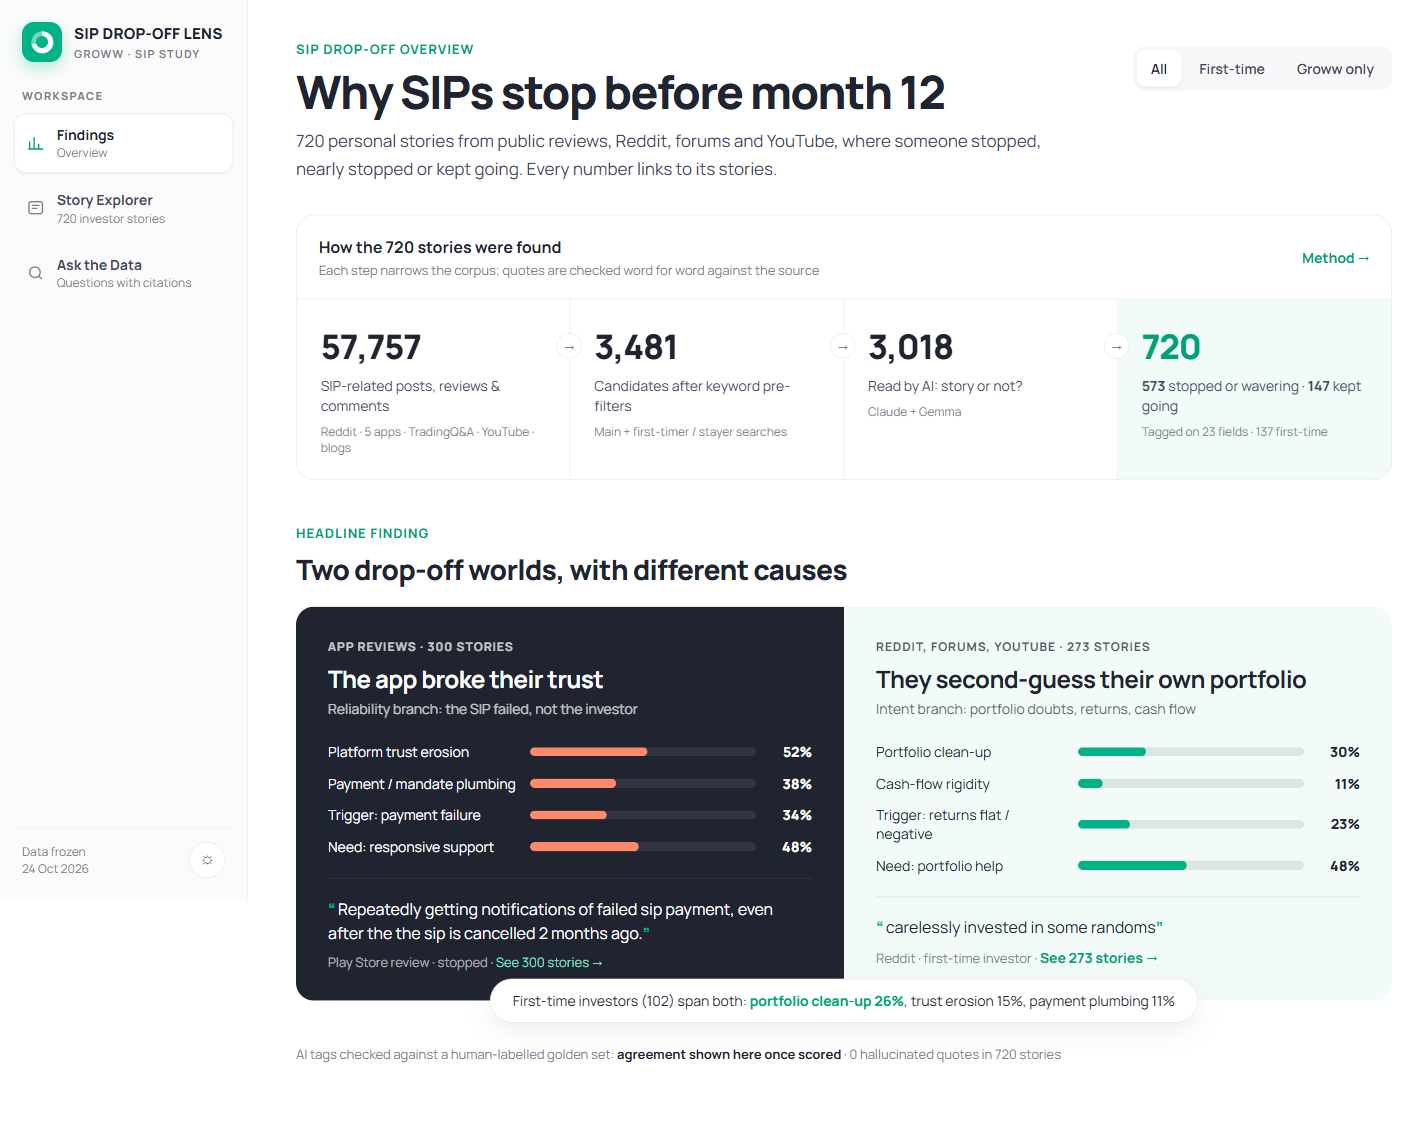 SIP DROP-OFF LENS
GROWW · SIP STUDY
WORKSPACE
Findings
Overview
Story Explorer
720 investor stories
Ask the Data
Questions with citations
Data frozen
24 Oct 2026
SIP DROP-OFF OVERVIEW
Why SIPs stop before month 12
720 personal stories from public reviews, Reddit, forums and YouTube, where someone stopped,
nearly stopped or kept going. Every number links to its stories.
All
First-time
Groww only
How the 720 stories were found
Each step narrows the corpus; quotes are checked word for word against the source
Method →
57,757
SIP-related posts, reviews &
comments
Reddit · 5 apps · TradingQ&A · YouTube ·
blogs
→
3,481
Candidates after keyword pre-
filters
Main + first-timer / stayer searches
→
3,018
Read by AI: story or not?
Claude + Gemma
→
720
573 stopped or wavering · 147 kept
going
Tagged on 23 fields · 137 first-time
HEADLINE FINDING
Two drop-off worlds, with different causes
APP REVIEWS · 300 STORIES
The app broke their trust
Reliability branch: the SIP failed, not the investor
Platform trust erosion 52%
Payment / mandate plumbing 38%
Trigger: payment failure 34%
Need: responsive support 48%
“ Repeatedly getting notifications of failed sip payment, even
after the the sip is cancelled 2 months ago.”
Play Store review · stopped · See 300 stories →
REDDIT, FORUMS, YOUTUBE · 273 STORIES
They second-guess their own portfolio
Intent branch: portfolio doubts, returns, cash flow
Portfolio clean-up 30%
Cash-flow rigidity 11%
Trigger: returns flat /
negative 23%
Need: portfolio help 48%
“ carelessly invested in some randoms”
Reddit · first-time investor · See 273 stories →
First-time investors (102) span both: portfolio clean-up 26%, trust erosion 15%, payment plumbing 11%
AI tags checked against a human-labelled golden set: agreement shown here once scored · 0 hallucinated quotes in 720 stories